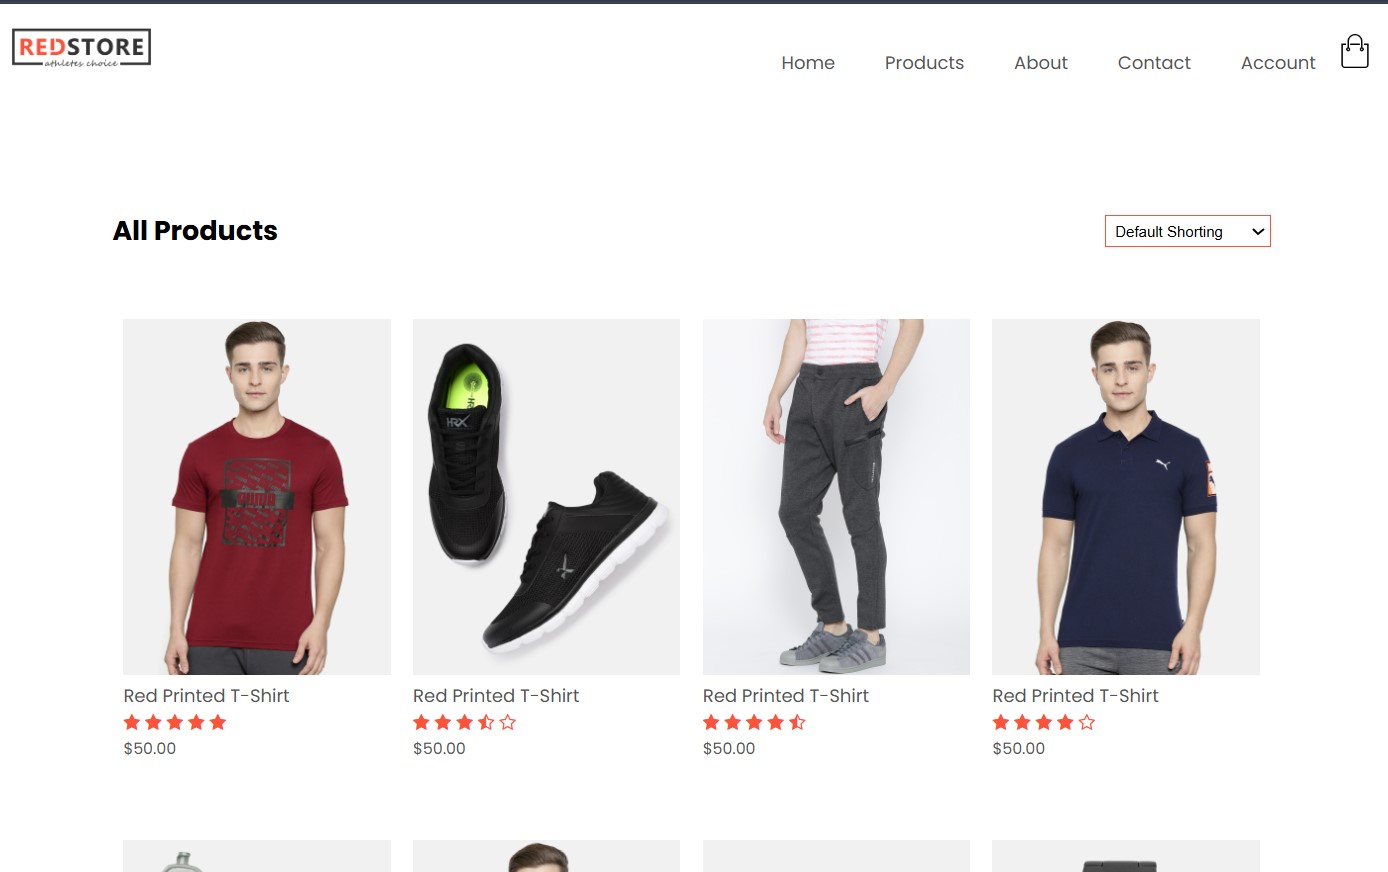 REDSTORE
athletes choice
Home Products About Contact Account
All Products
Default Shorting
HRX
HRX
Red Printed T-Shirt Red Printed T-Shirt Red Printed T-Shirt Red Printed T-Shirt
$50.00 $50.00 $50.00 $50.00